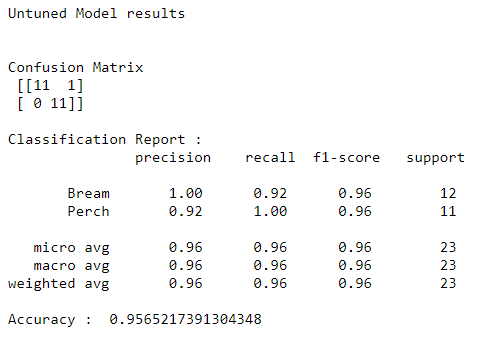 Untuned Model results
Confusion Matrix
[[11  1]
[ 0 11]]
Classification Report :
precision    recall  f1-score   support
Bream       1.00      0.92      0.96        12
Perch       0.92      1.00      0.96        11
micro avg       0.96      0.96      0.96        23
macro avg       0.96      0.96      0.96        23
weighted avg       0.96      0.96      0.96        23
Accuracy :  0.9565217391304348